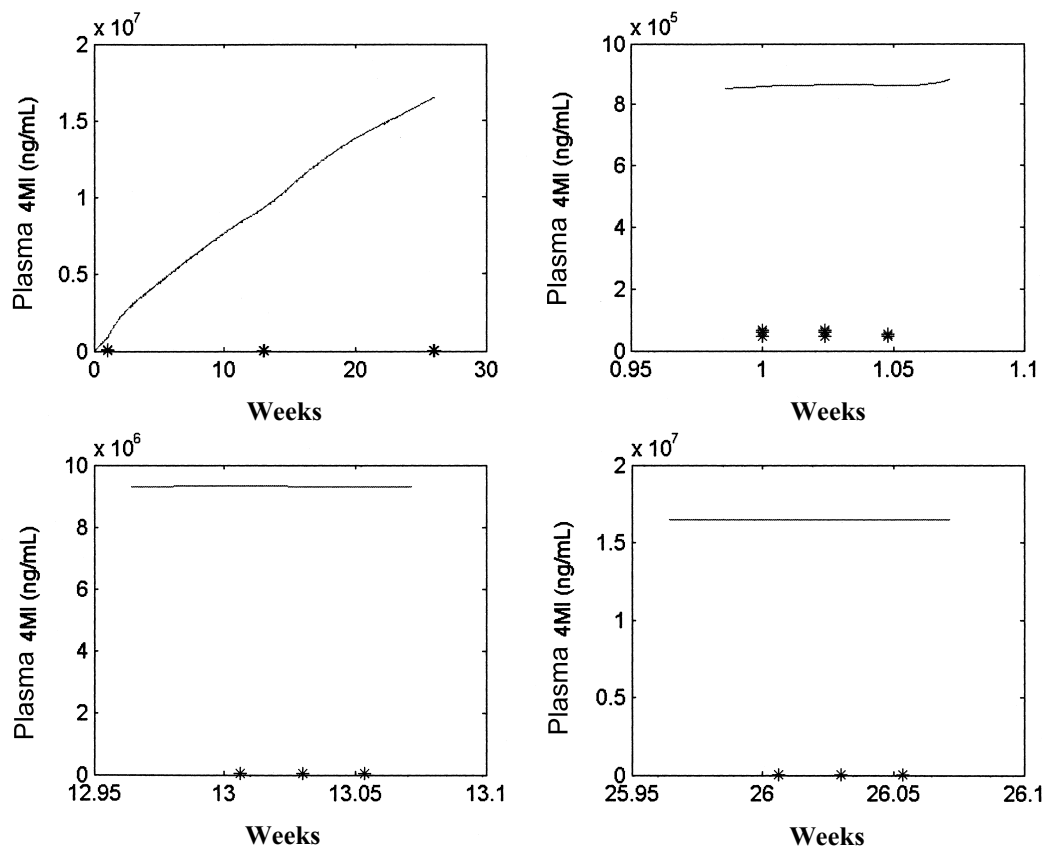 x 10^7
2
1.5
1
0.5
0
0 10 20 30
Plasma 4MI (ng/mL)
Weeks
x 10^5
10
8
6
4
2
0
0.95 1 1.05 1.1
Plasma 4MI (ng/mL)
Weeks
x 10^6
10
8
6
4
2
0
12.95 13 13.05 13.1
Plasma 4MI (ng/mL)
Weeks
x 10^7
2
1.5
1
0.5
0
25.95 26 26.05 26.1
Plasma 4MI (ng/mL)
Weeks